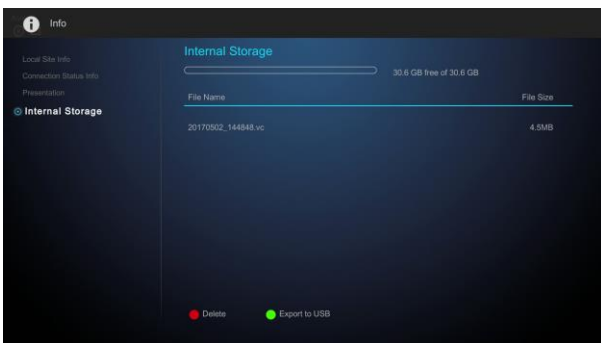 Info
Local Site Info
Connection Status Info
Presentation
Internal Storage
Internal Storage
30.6 GB free of 30.6 GB
File Name File Size
20170502_144848.vc 4.5MB
Delete Export to USB